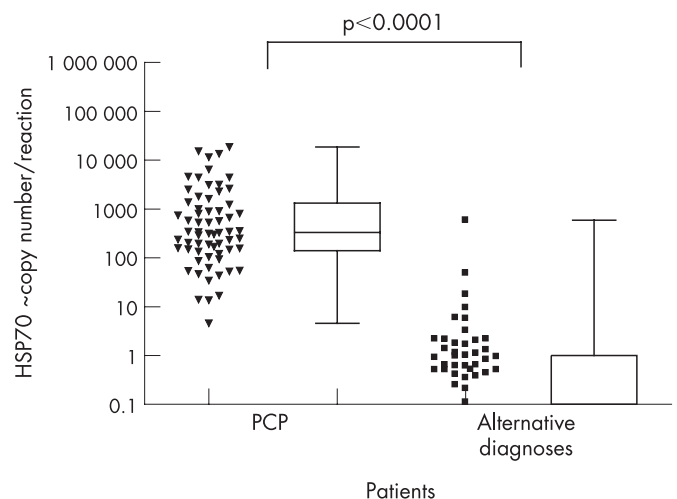 p<0.0001
HSP70 ~copy number/reaction
1 000 000
100 000
10 000
1000
100
10
1
0.1
PCP
Alternative
diagnoses
Patients